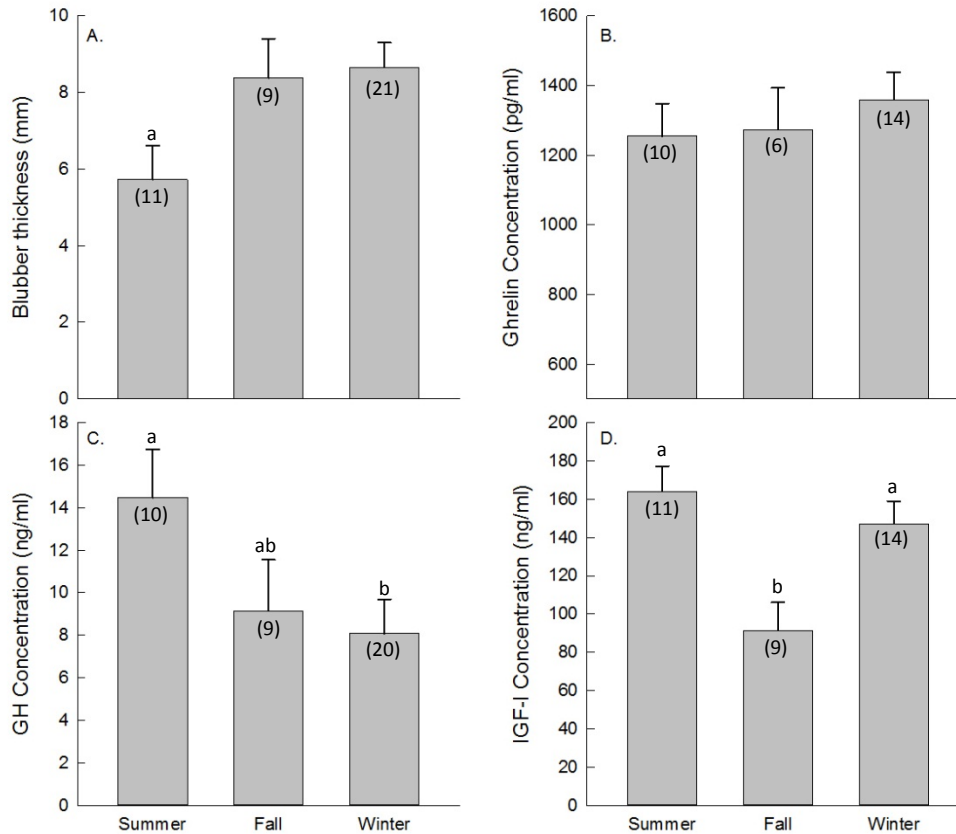 A.
Blubber thickness (mm)
10
8
6
4
2
0
a
(11)
(9)
(21)
B.
Ghrelin Concentration (pg/ml)
1600
1400
1200
1000
800
600
(10)
(6)
(14)
C.
GH Concentration (ng/ml)
18
16
14
12
10
8
6
4
2
0
a
ab
b
(10)
(9)
(20)
Summer Fall Winter
D.
IGF-I Concentration (ng/ml)
200
180
160
140
120
100
80
60
40
20
0
a
b
a
(11)
(9)
(14)
Summer Fall Winter